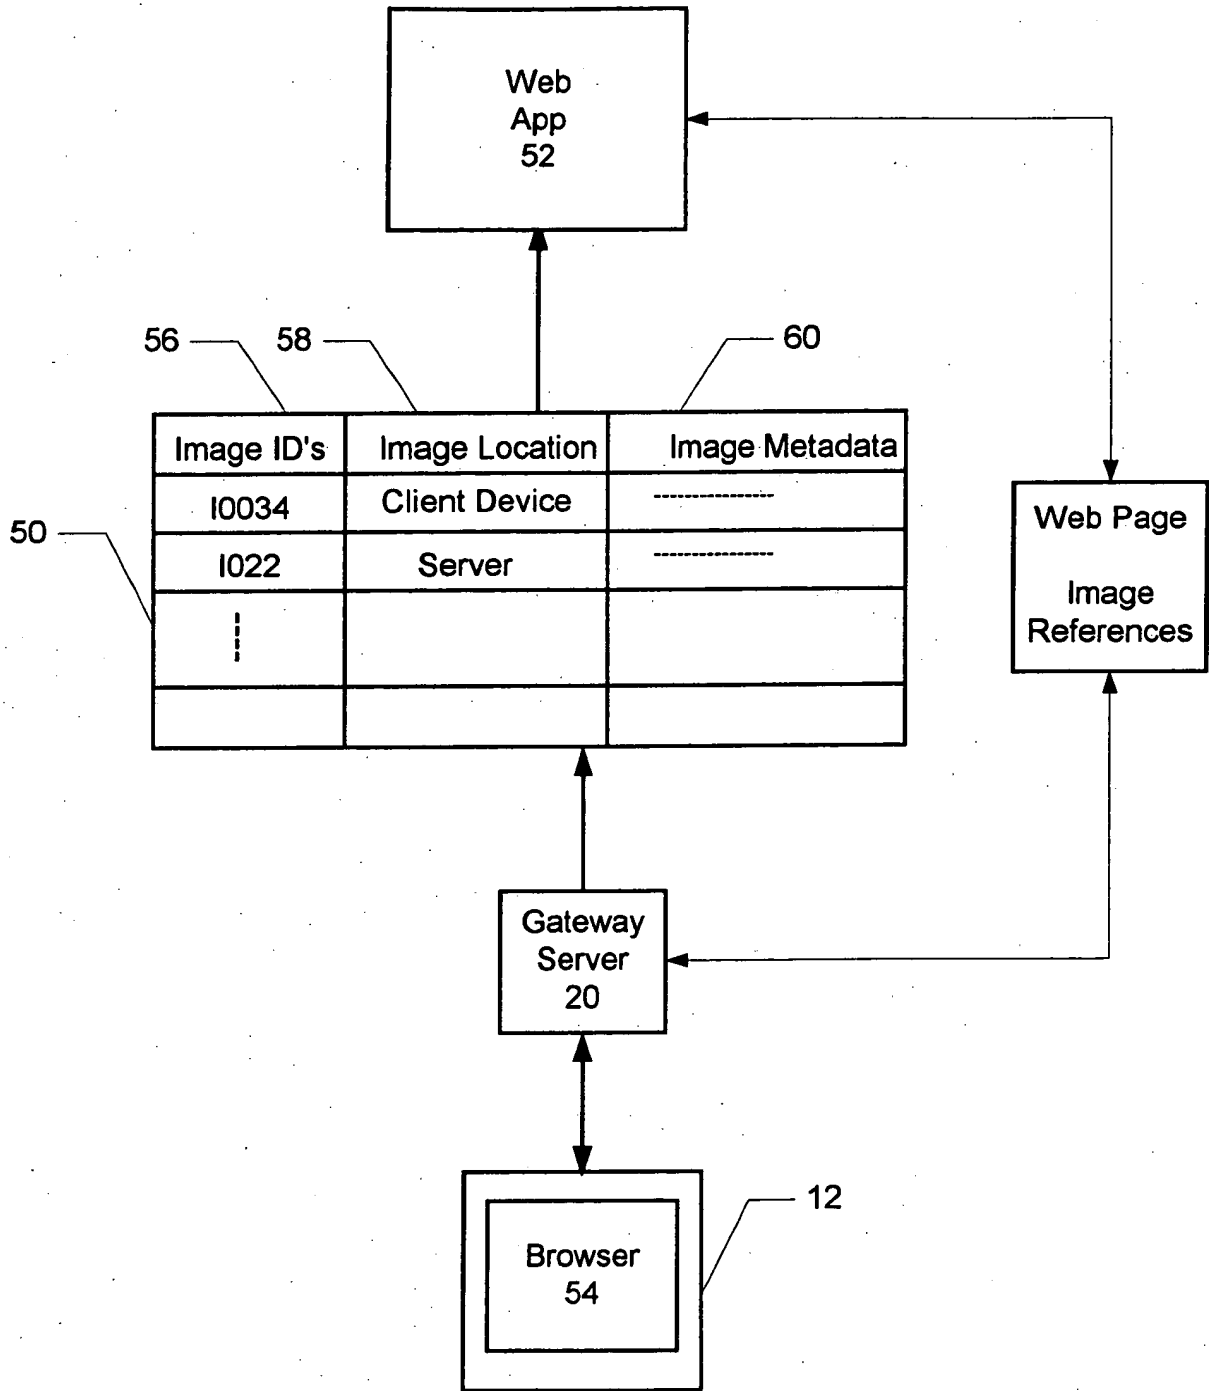 Web
App
52
56
58
60
Image ID's
Image Location
Image Metadata
I0034
Client Device
50
I022
Server
Web Page
Image
References
Gateway
Server
20
12
Browser
54